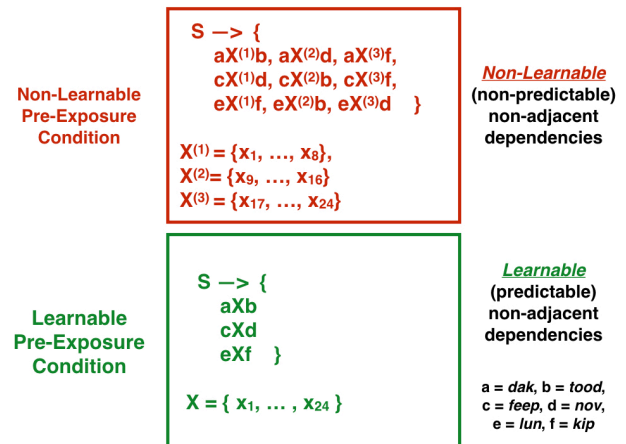 Non-Learnable
Pre-Exposure
Condition
S —> {
aX(1)b, aX(2)d, aX(3)f,
cX(1)d, cX(2)b, cX(3)f,
eX(1)f, eX(2)b, eX(3)d }
X(1) = {x1, …, x8},
X(2)= {x9, …, x16}
X(3) = {x17, …, x24}
Non-Learnable
(non-predictable)
non-adjacent
dependencies
Learnable
Pre-Exposure
Condition
S —> {
aXb
cXd
eXf }
X = { x1, … , x24 }
Learnable
(predictable)
non-adjacent
dependencies
a = dak, b = tood,
c = feep, d = nov,
e = lun, f = kip